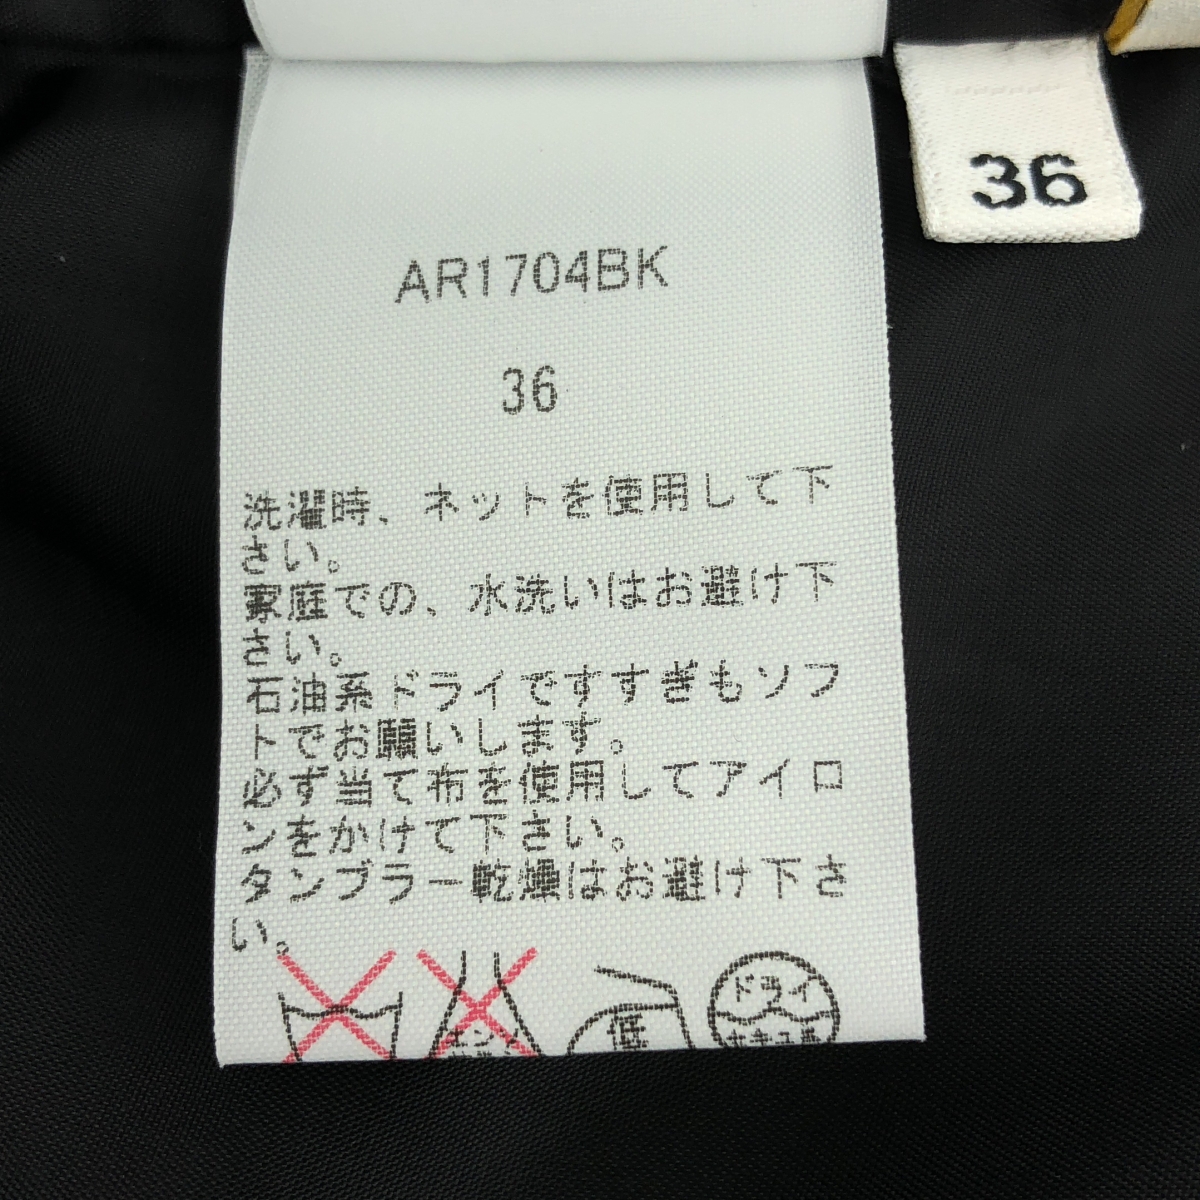 36
AR1704BK
36
洗濯時、ネットを使用して下
さい。
家庭での、水洗いはお避け下
さい。
石油系ドライですすぎもソフ
トでお願いします。
必ず当て布を使用してアイロ
ンをかけて下さい。
タンブラー乾燥はお避け下さ
い。
低
ドライ